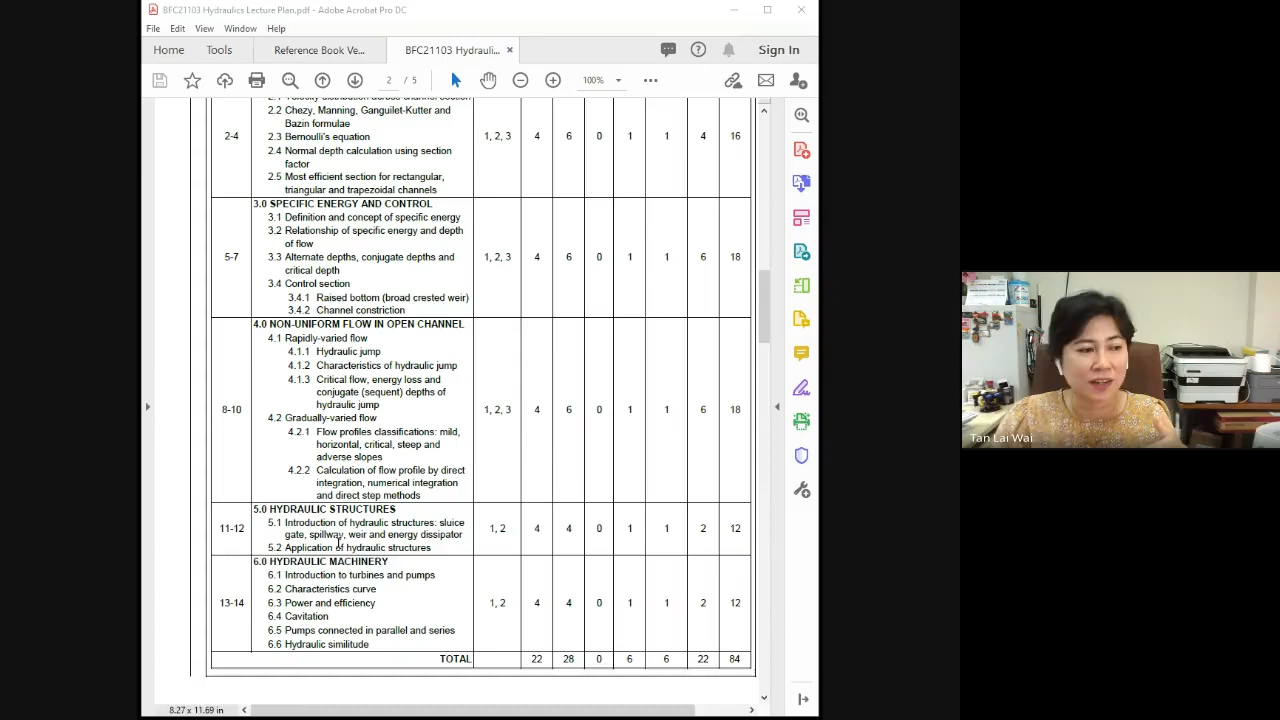 BFC21103 Hydraulics Lecture Plan.pdf - Adobe Acrobat Pro DC
File Edit View Window Help
Home Tools Reference Book Ve... BFC21103 Hydrauli... × Sign In
2 / 5 100%
2.1 Velocity distribution across channel section
2.2 Chezy, Manning, Ganguilet-Kutter and
Bazin formulae
2-4 2.3 Bernoulli's equation 1, 2, 3 4 6 0 1 1 4 16
2.4 Normal depth calculation using section
factor
2.5 Most efficient section for rectangular,
triangular and trapezoidal channels
3.0 SPECIFIC ENERGY AND CONTROL
3.1 Definition and concept of specific energy
3.2 Relationship of specific energy and depth
of flow
5-7 3.3 Alternate depths, conjugate depths and 1, 2, 3 4 6 0 1 1 6 18
critical depth
3.4 Control section
3.4.1 Raised bottom (broad crested weir)
3.4.2 Channel constriction
4.0 NON-UNIFORM FLOW IN OPEN CHANNEL
4.1 Rapidly-varied flow
4.1.1 Hydraulic jump
4.1.2 Characteristics of hydraulic jump
4.1.3 Critical flow, energy loss and
conjugate (sequent) depths of
hydraulic jump
8-10 1, 2, 3 4 6 0 1 1 6 18
4.2 Gradually-varied flow
4.2.1 Flow profiles classifications: mild,
horizontal, critical, steep and
adverse slopes
4.2.2 Calculation of flow profile by direct
integration, numerical integration
and direct step methods
5.0 HYDRAULIC STRUCTURES
5.1 Introduction of hydraulic structures: sluice
11-12 gate, spillway, weir and energy dissipator 1, 2 4 4 0 1 1 2 12
5.2 Application of hydraulic structures
6.0 HYDRAULIC MACHINERY
6.1 Introduction to turbines and pumps
6.2 Characteristics curve
13-14 6.3 Power and efficiency 1, 2 4 4 0 1 1 2 12
6.4 Cavitation
6.5 Pumps connected in parallel and series
6.6 Hydraulic similitude
TOTAL 22 28 0 6 6 22 84
8.27 x 11.69 in
Tan Lai Wai